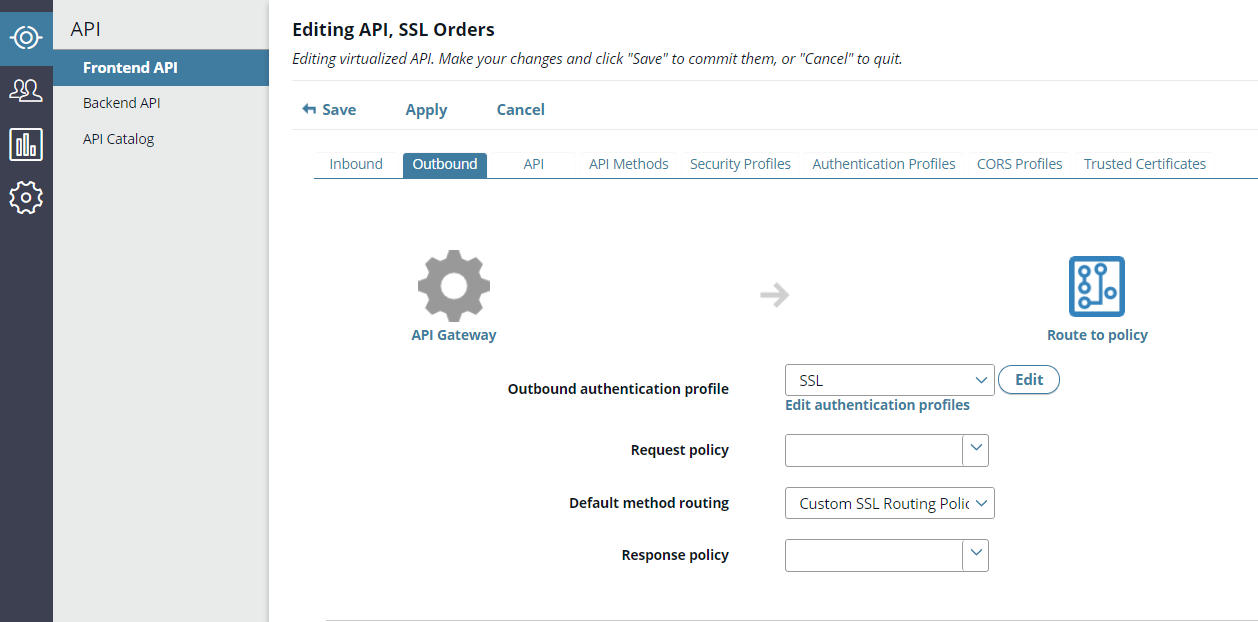 API
Frontend API
Backend API
API Catalog
Editing API, SSL Orders
Editing virtualized API. Make your changes and click "Save" to commit them, or "Cancel" to quit.
Save Apply Cancel
Inbound Outbound API API Methods Security Profiles Authentication Profiles CORS Profiles Trusted Certificates
API Gateway Route to policy
Outbound authentication profile SSL Edit
Edit authentication profiles
Request policy
Default method routing Custom SSL Routing Polic
Response policy